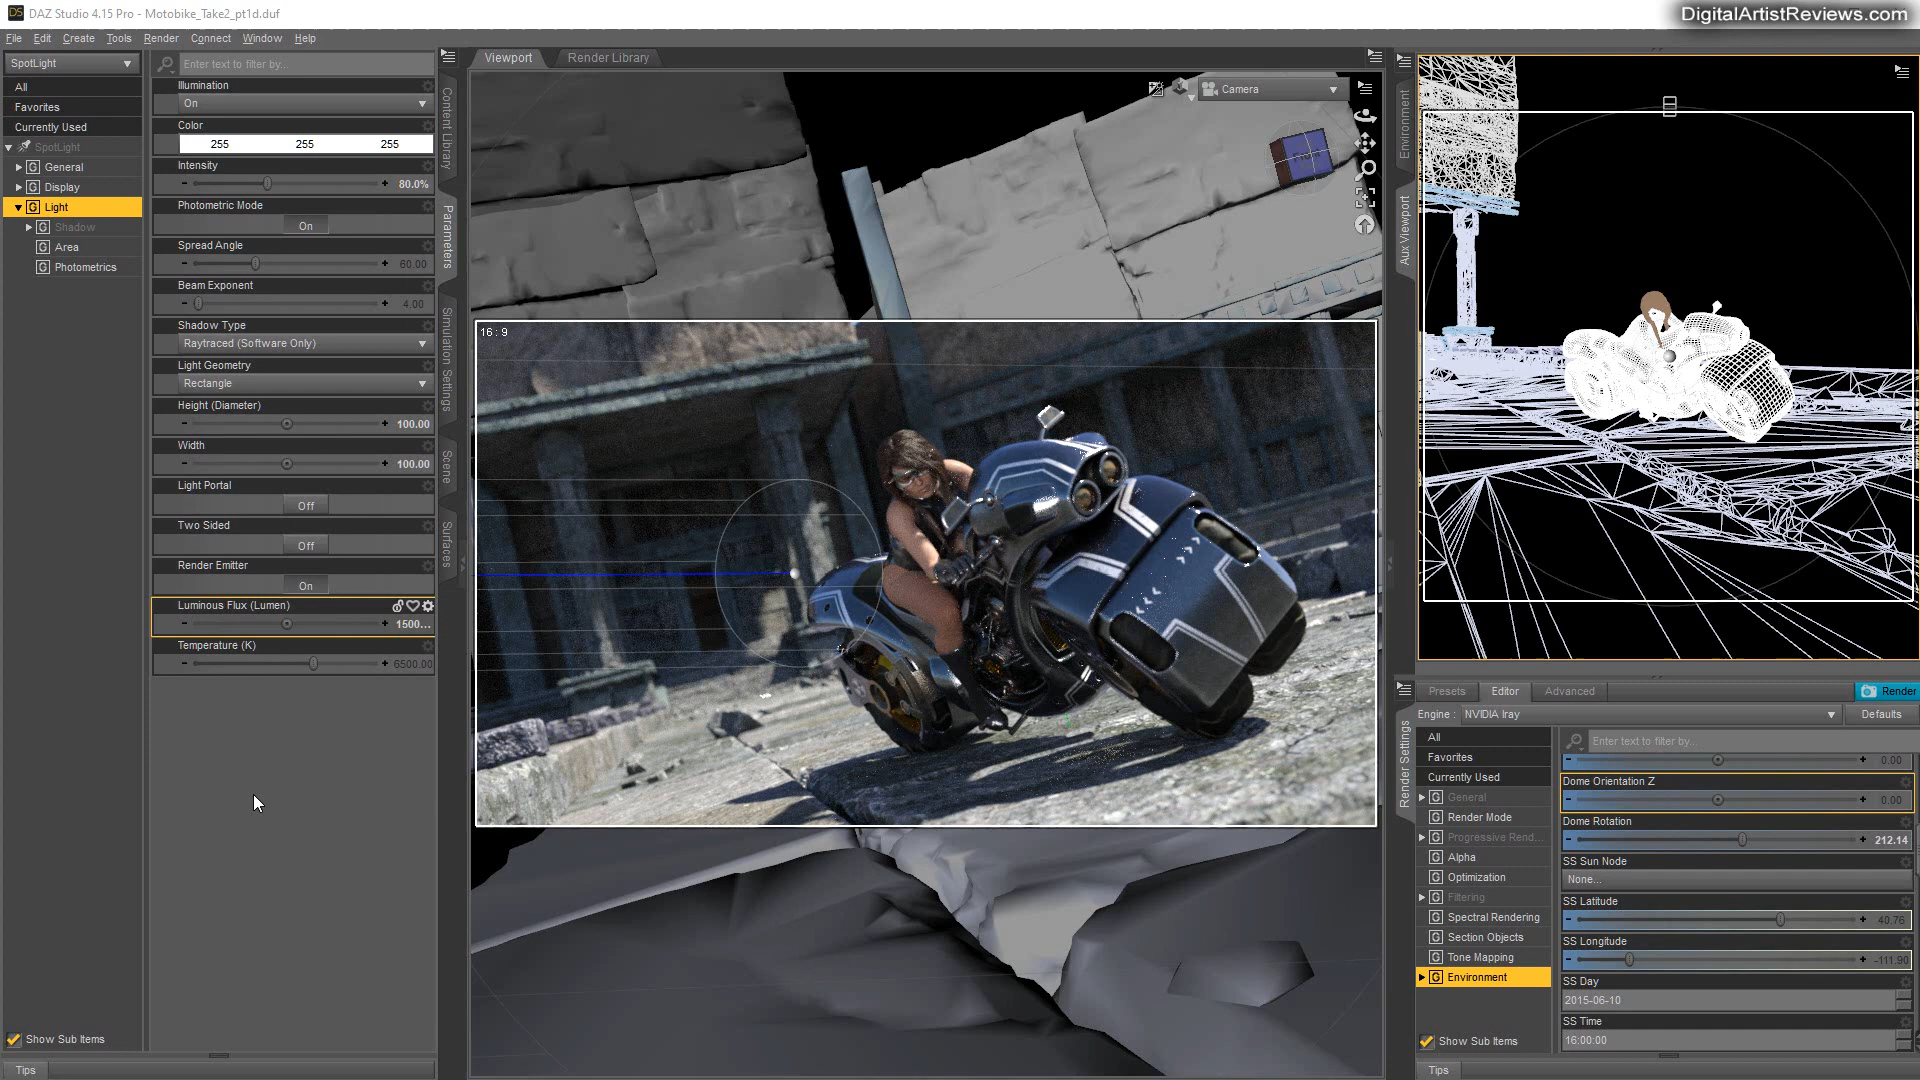 DS DAZ Studio 4.15 Pro - Motobike_Take2_pt1d.duf
DigitalArtistReviews.com
File Edit Create Tools Render Connect Window Help
SpotLight
All
Favorites
Currently Used
SpotLight
G General
G Display
G Light
G Shadow
G Area
G Photometrics
Show Sub Items
Tips
Enter text to filter by...
Illumination
On
Color
255 255 255
Intensity
- + 80.0%
Photometric Mode
On
Spread Angle
- + 60.00
Beam Exponent
- + 4.00
Shadow Type
Raytraced (Software Only)
Light Geometry
Rectangle
Height (Diameter)
- + 100.00
Width
- + 100.00
Light Portal
Off
Two Sided
Off
Render Emitter
On
Luminous Flux (Lumen)
- + 1500...
Temperature (K)
- + 6500.00
Content Library
Parameters
Simulation Settings
Scene
Surfaces
Viewport Render Library
Camera
16 : 9
Environment
Aux Viewport
Render Settings
Presets Editor Advanced Render
Engine : NVIDIA Iray Defaults
All
Favorites
Currently Used
G General
G Render Mode
G Progressive Rend...
G Alpha
G Optimization
G Filtering
G Spectral Rendering
G Section Objects
G Tone Mapping
G Environment
Show Sub Items
Tips
Enter text to filter by...
- + 0.00
Dome Orientation Z
- + 0.00
Dome Rotation
- + 212.14
SS Sun Node
None...
SS Latitude
- + 40.76
SS Longitude
- + -111.90
SS Day
2015-06-10
SS Time
16:00:00